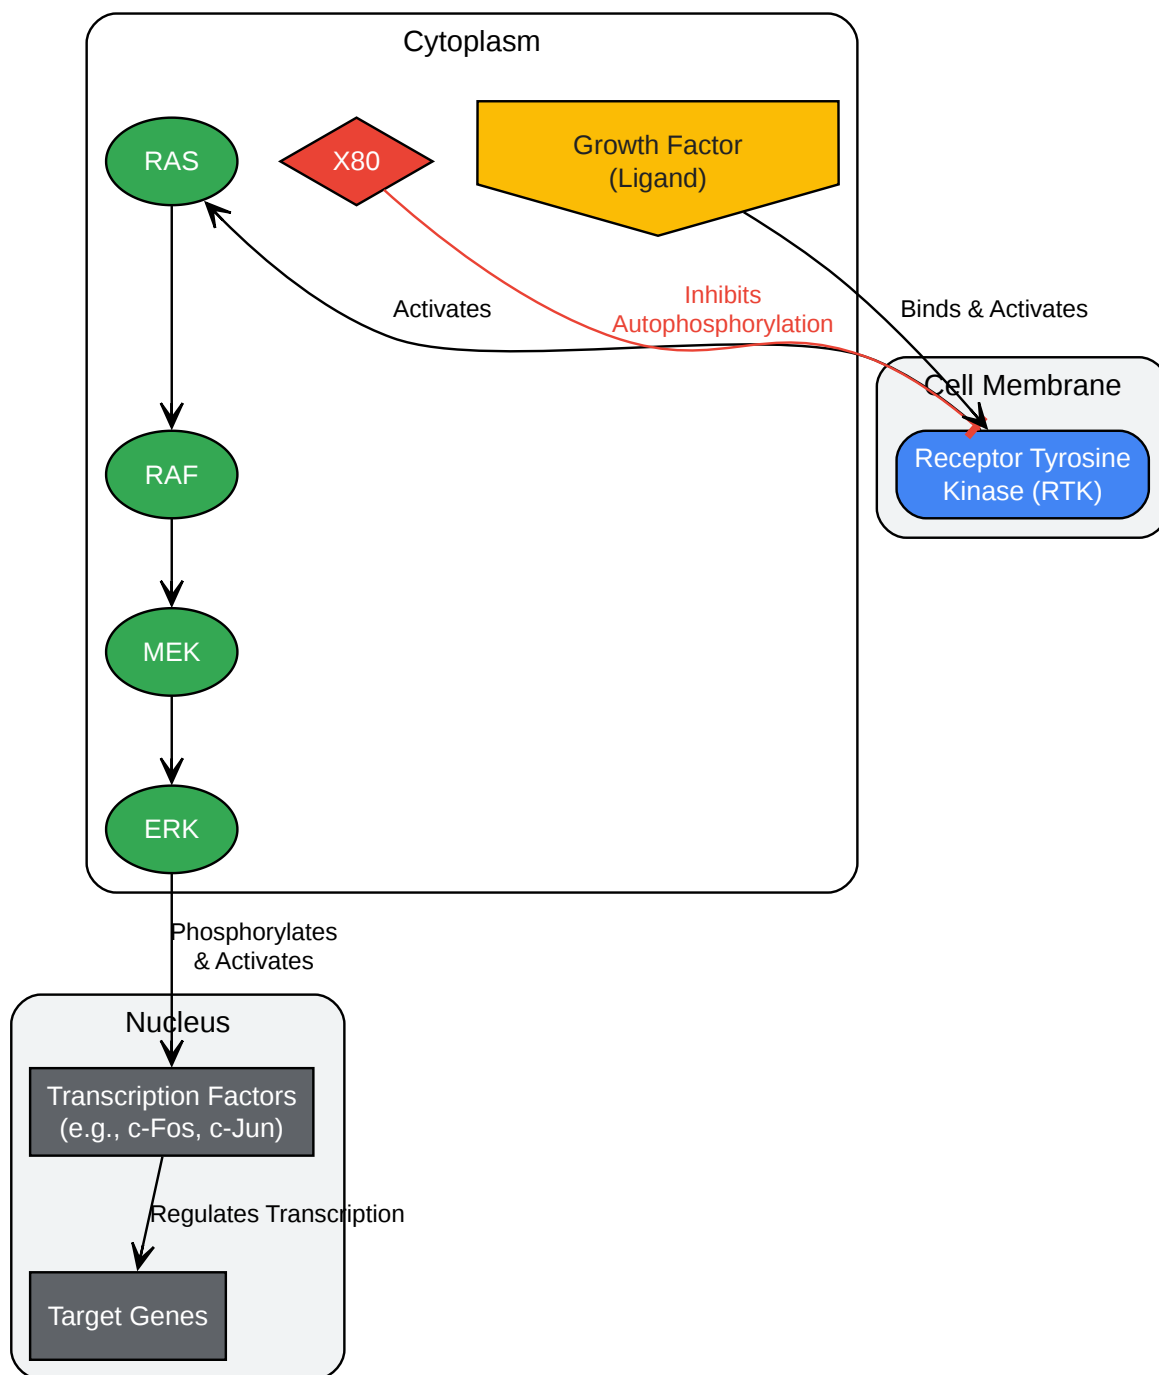 Cytoplasm
RAS
X80
Growth Factor
(Ligand)
Activates
Inhibits
Autophosphorylation
Binds & Activates
Cell Membrane
Receptor Tyrosine
Kinase (RTK)
RAF
MEK
ERK
Phosphorylates
& Activates
Nucleus
Transcription Factors
(e.g., c-Fos, c-Jun)
Regulates Transcription
Target Genes